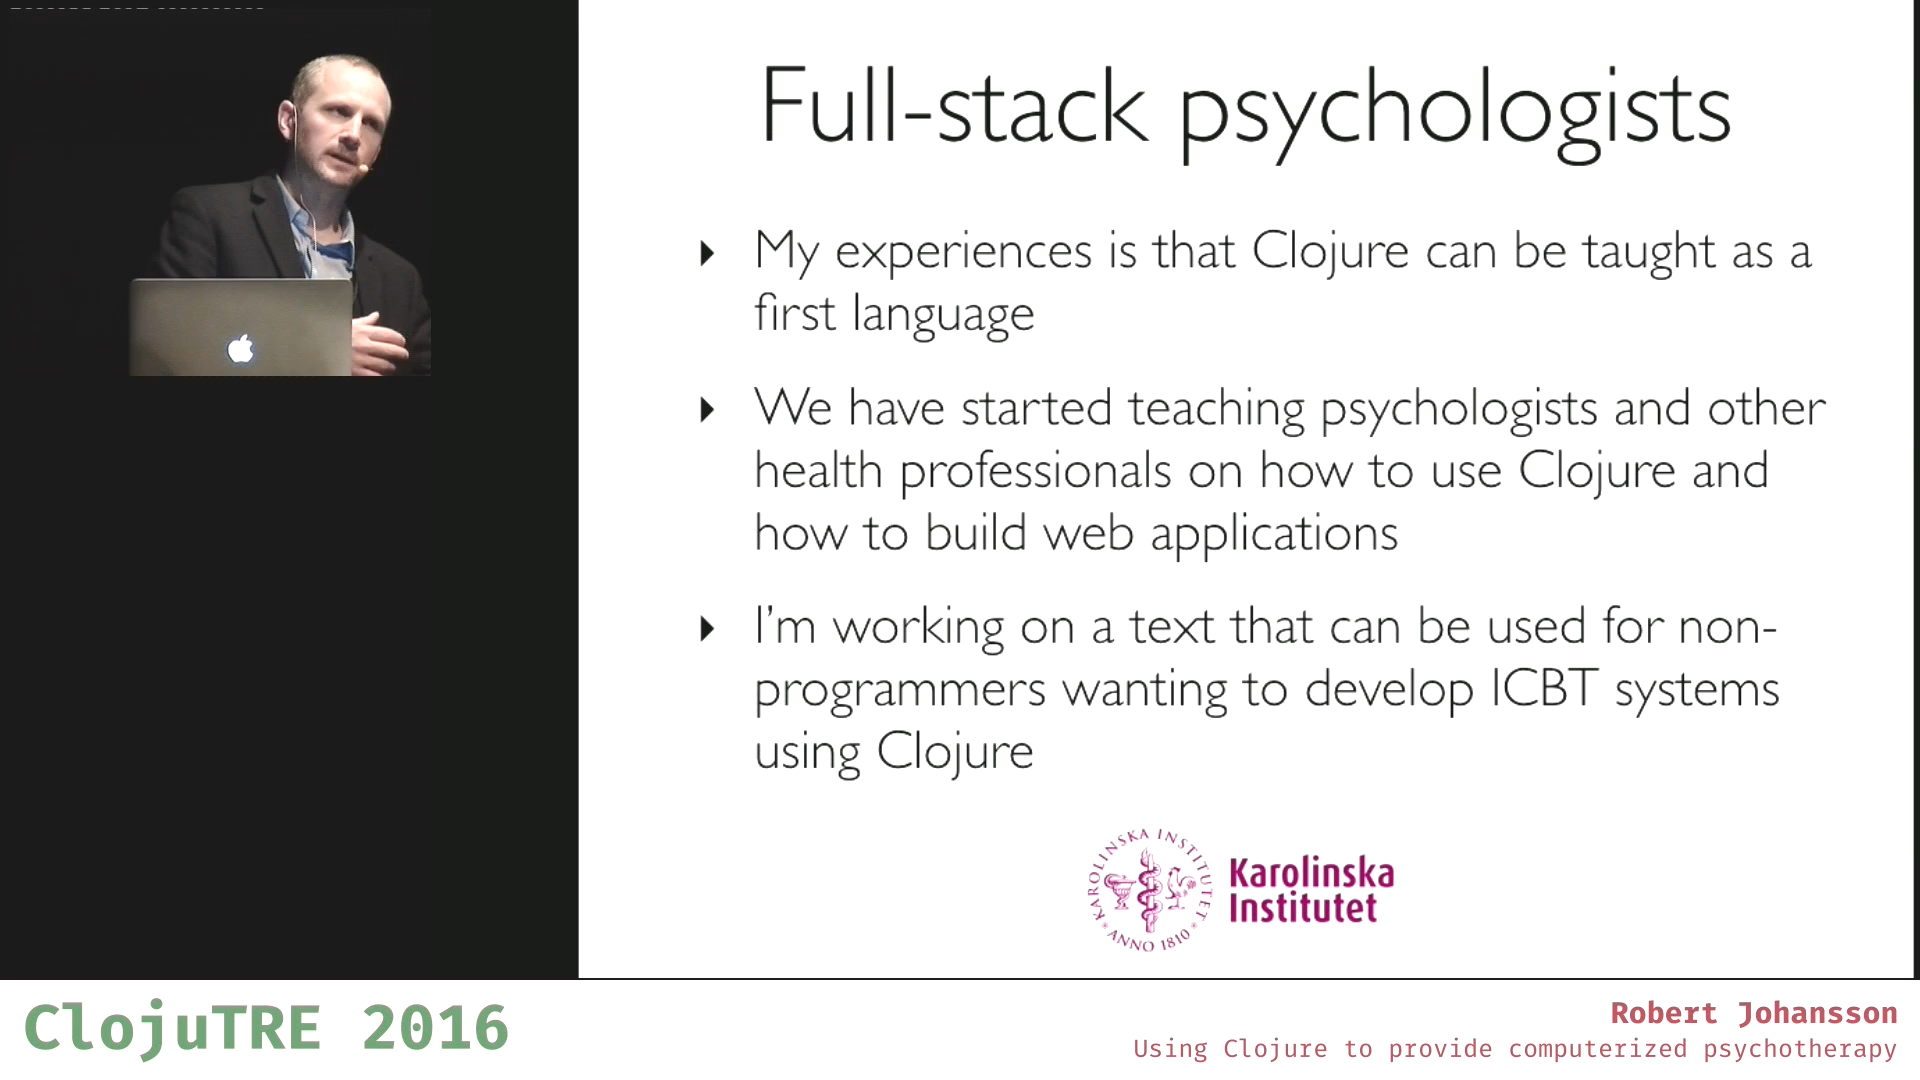 Full-stack psychologists
‣ My experiences is that Clojure can be taught as a
first language
‣ We have started teaching psychologists and other
health professionals on how to use Clojure and
how to build web applications
‣ I'm working on a text that can be used for non-
programmers wanting to develop ICBT systems
using Clojure
KAROLINSKA INSTITUTET
ANNO 1810
Karolinska
Institutet
ClojuTRE 2016
Robert Johansson
Using Clojure to provide computerized psychotherapy